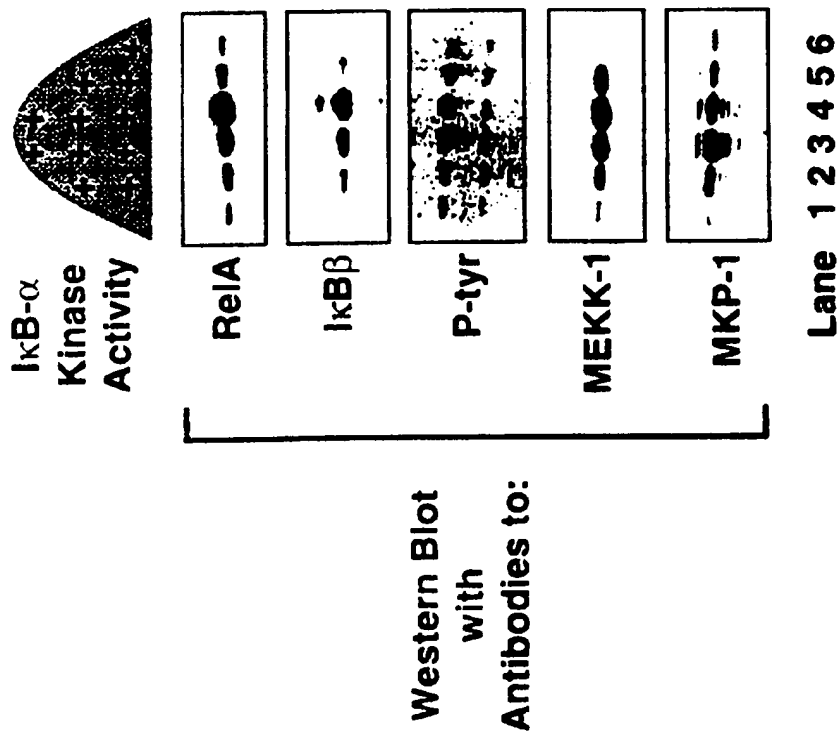 IκB-α
Kinase
Activity
RelA
IκBβ
P-tyr
MEKK-1
MKP-1
Western Blot
with
Antibodies to:
Lane 1 2 3 4 5 6